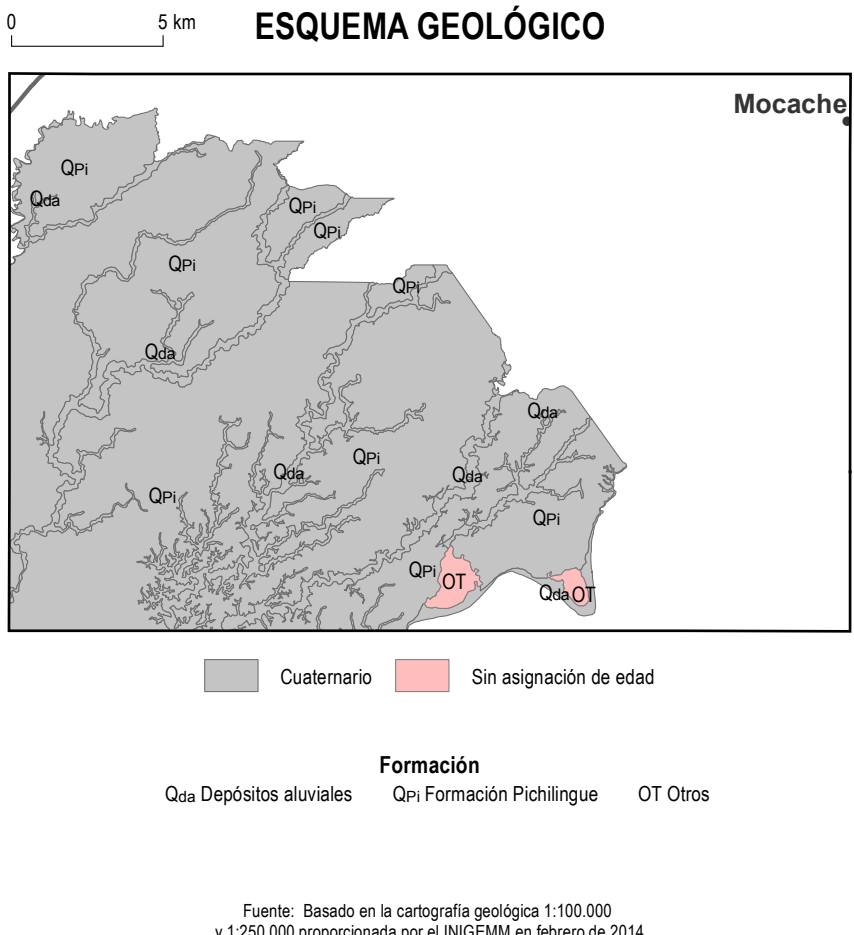 0 5 km
ESQUEMA GEOLÓGICO
Mocache
QPi
Qda
QPi
QPi
QPi
QPi
Qda
Qda
QPi
Qda
Qda
QPi
QPi
QPi
OT
Qda OT
Cuaternario
Sin asignación de edad
Formación
Qda Depósitos aluviales QPi Formación Pichilingue OT Otros
Fuente: Basado en la cartografía geológica 1:100.000
y 1:250.000 proporcionada por el INIGEMM en febrero de 2014